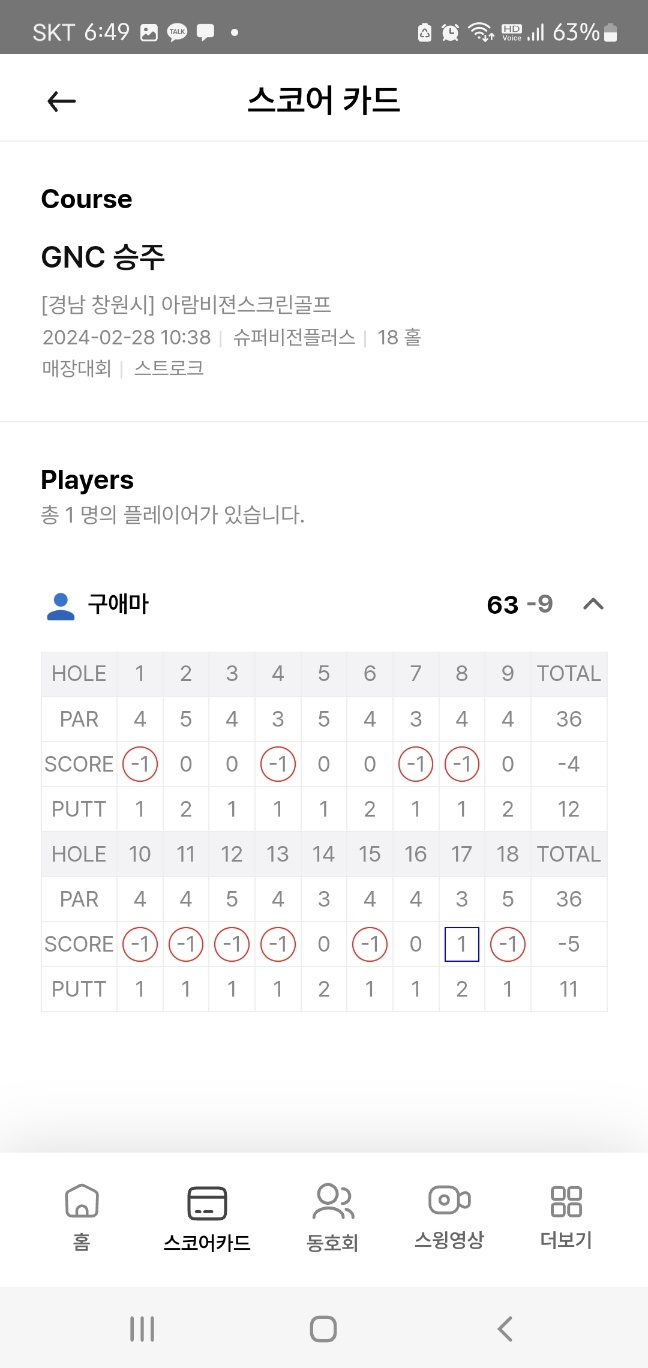 SKT 6:49 TALK HD Voice 63%
스코어 카드
Course
GNC 승주
[경남 창원시] 아람비젼스크린골프
2024-02-28 10:38 | 슈퍼비전플러스 | 18 홀
매장대회 | 스트로크
Players
총 1 명의 플레이어가 있습니다.
구애마 63 -9
HOLE 1 2 3 4 5 6 7 8 9 TOTAL
PAR 4 5 4 3 5 4 3 4 4 36
SCORE -1 0 0 -1 0 0 -1 -1 0 -4
PUTT 1 2 1 1 1 2 1 1 2 12
HOLE 10 11 12 13 14 15 16 17 18 TOTAL
PAR 4 4 5 4 3 4 4 3 5 36
SCORE -1 -1 -1 -1 0 -1 0 1 -1 -5
PUTT 1 1 1 1 2 1 1 2 1 11
홈 스코어카드 동호회 스윙영상 더보기